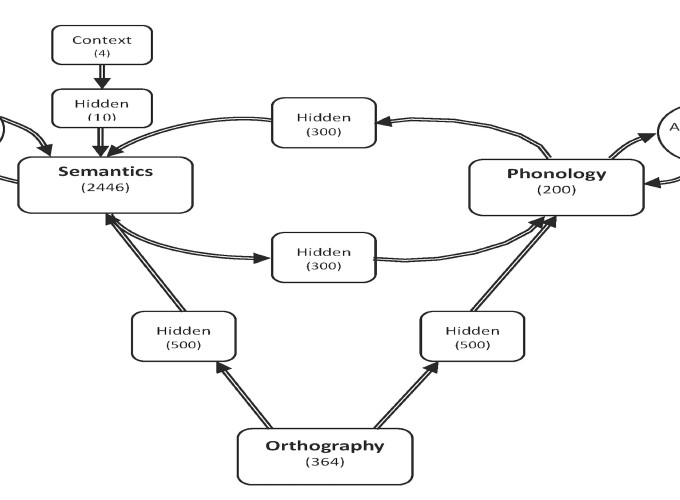 Context
(4)
Hidden
(10)
Hidden
(300)
A
Semantics
(2446)
Phonology
(200)
Hidden
(300)
Hidden
(500)
Hidden
(500)
Orthography
(364)